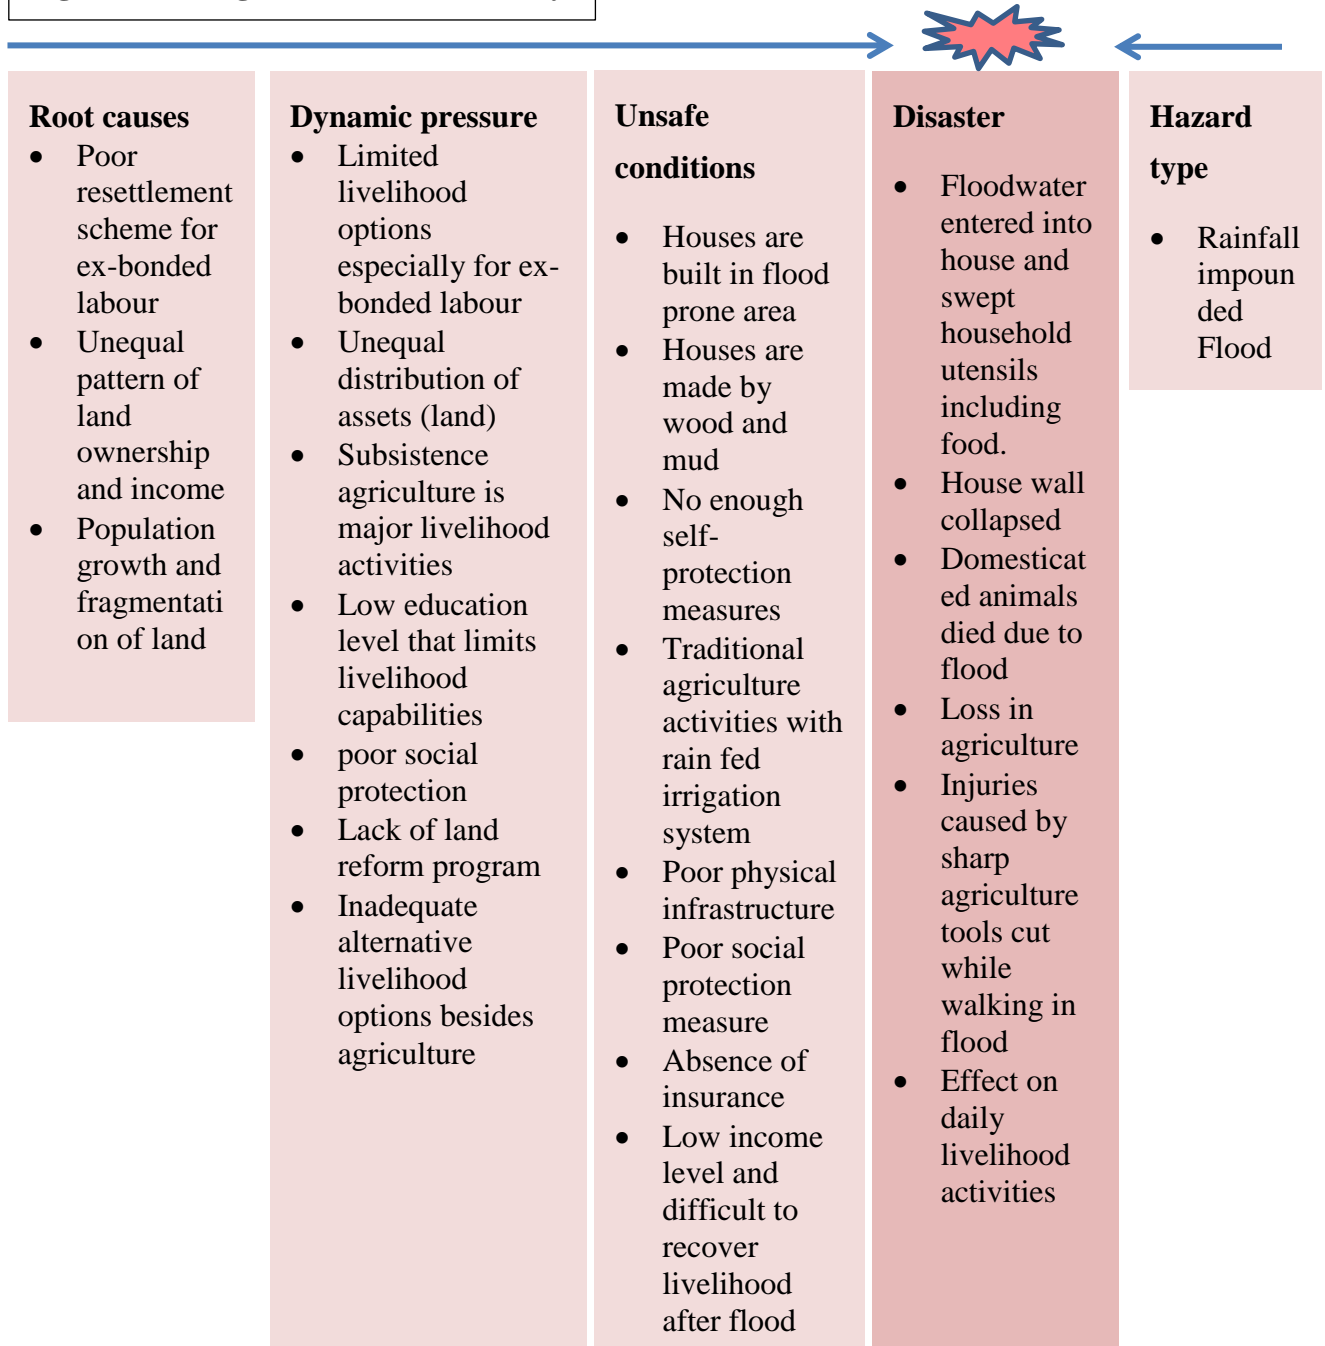 Root causes
• Poor
resettlement
scheme for
ex-bonded
labour
• Unequal
pattern of
land
ownership
and income
• Population
growth and
fragmentati
on of land
Dynamic pressure
• Limited
livelihood
options
especially for ex-
bonded labour
• Unequal
distribution of
assets (land)
• Subsistence
agriculture is
major livelihood
activities
• Low education
level that limits
livelihood
capabilities
• poor social
protection
• Lack of land
reform program
• Inadequate
alternative
livelihood
options besides
agriculture
Unsafe
conditions
• Houses are
built in flood
prone area
• Houses are
made by
wood and
mud
• No enough
self-
protection
measures
• Traditional
agriculture
activities with
rain fed
irrigation
system
• Poor physical
infrastructure
• Poor social
protection
measure
• Absence of
insurance
• Low income
level and
difficult to
recover
livelihood
after flood
Disaster
• Floodwater
entered into
house and
swept
household
utensils
including
food.
• House wall
collapsed
• Domesticat
ed animals
died due to
flood
• Loss in
agriculture
• Injuries
caused by
sharp
agriculture
tools cut
while
walking in
flood
• Effect on
daily
livelihood
activities
Hazard
type
• Rainfall
impoun
ded
Flood